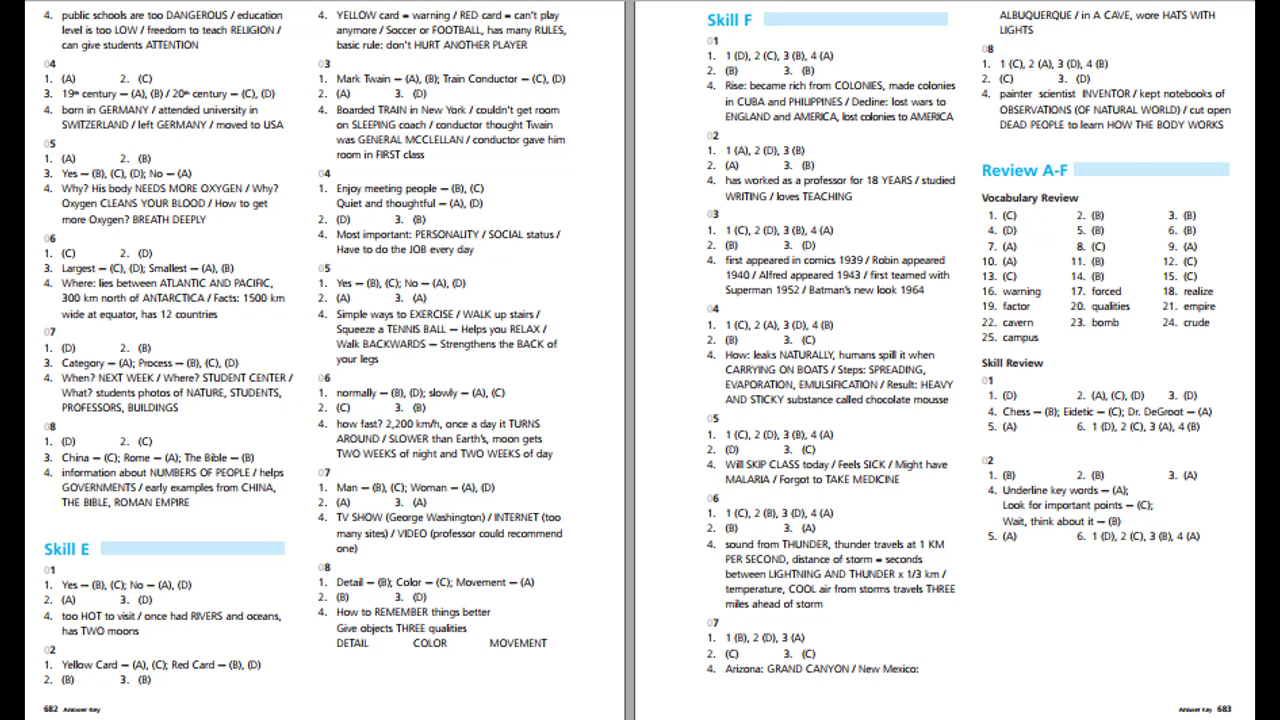 4. public schools are too DANGEROUS / education
level is too LOW / freedom to teach RELIGION /
can give students ATTENTION
04
1. (A) 2. (C)
3. 19th century — (A), (B) / 20th century — (C), (D)
4. born in GERMANY / attended university in
SWITZERLAND / left GERMANY / moved to USA
05
1. (A) 2. (B)
3. Yes — (B), (C), (D); No — (A)
4. Why? His body NEEDS MORE OXYGEN / Why?
Oxygen CLEANS YOUR BLOOD / How to get
more Oxygen? BREATH DEEPLY
06
1. (C) 2. (D)
3. Largest — (C), (D); Smallest — (A), (B)
4. Where: lies between ATLANTIC AND PACIFIC,
300 km north of ANTARCTICA / Facts: 1500 km
wide at equator, has 12 countries
07
1. (D) 2. (B)
3. Category — (A); Process — (B), (C), (D)
4. When? NEXT WEEK / Where? STUDENT CENTER /
What? students photos of NATURE, STUDENTS,
PROFESSORS, BUILDINGS
08
1. (D) 2. (C)
3. China — (C); Rome — (A); The Bible — (B)
4. information about NUMBERS OF PEOPLE / helps
GOVERNMENTS / early examples from CHINA,
THE BIBLE, ROMAN EMPIRE
Skill E
01
1. Yes — (B), (C); No — (A), (D)
2. (A) 3. (D)
4. too HOT to visit / once had RIVERS and oceans,
has TWO moons
02
1. Yellow Card — (A), (C); Red Card — (B), (D)
2. (B) 3. (B)
4. YELLOW card = warning / RED card = can't play
anymore / Soccer or FOOTBALL, has many RULES,
basic rule: don't HURT ANOTHER PLAYER
03
1. Mark Twain — (A), (B); Train Conductor — (C), (D)
2. (A) 3. (D)
4. Boarded TRAIN in New York / couldn't get room
on SLEEPING coach / conductor thought Twain
was GENERAL MCCLELLAN / conductor gave him
room in FIRST class
04
1. Enjoy meeting people — (B), (C)
Quiet and thoughtful — (A), (D)
2. (D) 3. (B)
4. Most important: PERSONALITY / SOCIAL status /
Have to do the JOB every day
05
1. Yes — (B), (C); No — (A), (D)
2. (A) 3. (A)
4. Simple ways to EXERCISE / WALK up stairs /
Squeeze a TENNIS BALL — Helps you RELAX /
Walk BACKWARDS — Strengthens the BACK of
your legs
06
1. normally — (B), (D); slowly — (A), (C)
2. (C) 3. (B)
4. how fast? 2,200 km/h, once a day it TURNS
AROUND / SLOWER than Earth's, moon gets
TWO WEEKS of night and TWO WEEKS of day
07
1. Man — (B), (C); Woman — (A), (D)
2. (A) 3. (A)
4. TV SHOW (George Washington) / INTERNET (too
many sites) / VIDEO (professor could recommend
one)
08
1. Detail — (B); Color — (C); Movement — (A)
2. (B) 3. (D)
4. How to REMEMBER things better
Give objects THREE qualities
DETAIL COLOR MOVEMENT
682 Answer Key
Skill F
01
1. 1 (D), 2 (C), 3 (B), 4 (A)
2. (B) 3. (B)
4. Rise: became rich from COLONIES, made colonies
in CUBA and PHILIPPINES / Decline: lost wars to
ENGLAND and AMERICA, lost colonies to AMERICA
02
1. 1 (A), 2 (D), 3 (B)
2. (A) 3. (B)
4. has worked as a professor for 18 YEARS / studied
WRITING / loves TEACHING
03
1. 1 (C), 2 (D), 3 (B), 4 (A)
2. (B) 3. (D)
4. first appeared in comics 1939 / Robin appeared
1940 / Alfred appeared 1943 / first teamed with
Superman 1952 / Batman's new look 1964
04
1. 1 (C), 2 (A), 3 (D), 4 (B)
2. (B) 3. (C)
4. How: leaks NATURALLY, humans spill it when
CARRYING ON BOATS / Steps: SPREADING,
EVAPORATION, EMULSIFICATION / Result: HEAVY
AND STICKY substance called chocolate mousse
05
1. 1 (C), 2 (D), 3 (B), 4 (A)
2. (D) 3. (C)
4. Will SKIP CLASS today / Feels SICK / Might have
MALARIA / Forgot to TAKE MEDICINE
06
1. 1 (C), 2 (B), 3 (D), 4 (A)
2. (B) 3. (A)
4. sound from THUNDER, thunder travels at 1 KM
PER SECOND, distance of storm = seconds
between LIGHTNING AND THUNDER x 1/3 km /
temperature, COOL air from storms travels THREE
miles ahead of storm
07
1. 1 (B), 2 (D), 3 (A)
2. (C) 3. (C)
4. Arizona: GRAND CANYON / New Mexico:
ALBUQUERQUE / in A CAVE, wore HATS WITH
LIGHTS
08
1. 1 (C), 2 (A), 3 (D), 4 (B)
2. (C) 3. (D)
4. painter scientist INVENTOR / kept notebooks of
OBSERVATIONS (OF NATURAL WORLD) / cut open
DEAD PEOPLE to learn HOW THE BODY WORKS
Review A-F
Vocabulary Review
1. (C) 2. (B) 3. (B)
4. (D) 5. (B) 6. (B)
7. (A) 8. (C) 9. (A)
10. (A) 11. (B) 12. (C)
13. (C) 14. (B) 15. (C)
16. warning 17. forced 18. realize
19. factor 20. qualities 21. empire
22. cavern 23. bomb 24. crude
25. campus
Skill Review
01
1. (D) 2. (A), (C), (D) 3. (D)
4. Chess — (B); Eidetic — (C); Dr. DeGroot — (A)
5. (A) 6. 1 (D), 2 (C), 3 (A), 4 (B)
02
1. (B) 2. (B) 3. (A)
4. Underline key words — (A);
Look for important points — (C);
Wait, think about it — (B)
5. (A) 6. 1 (D), 2 (C), 3 (B), 4 (A)
Answer Key 683